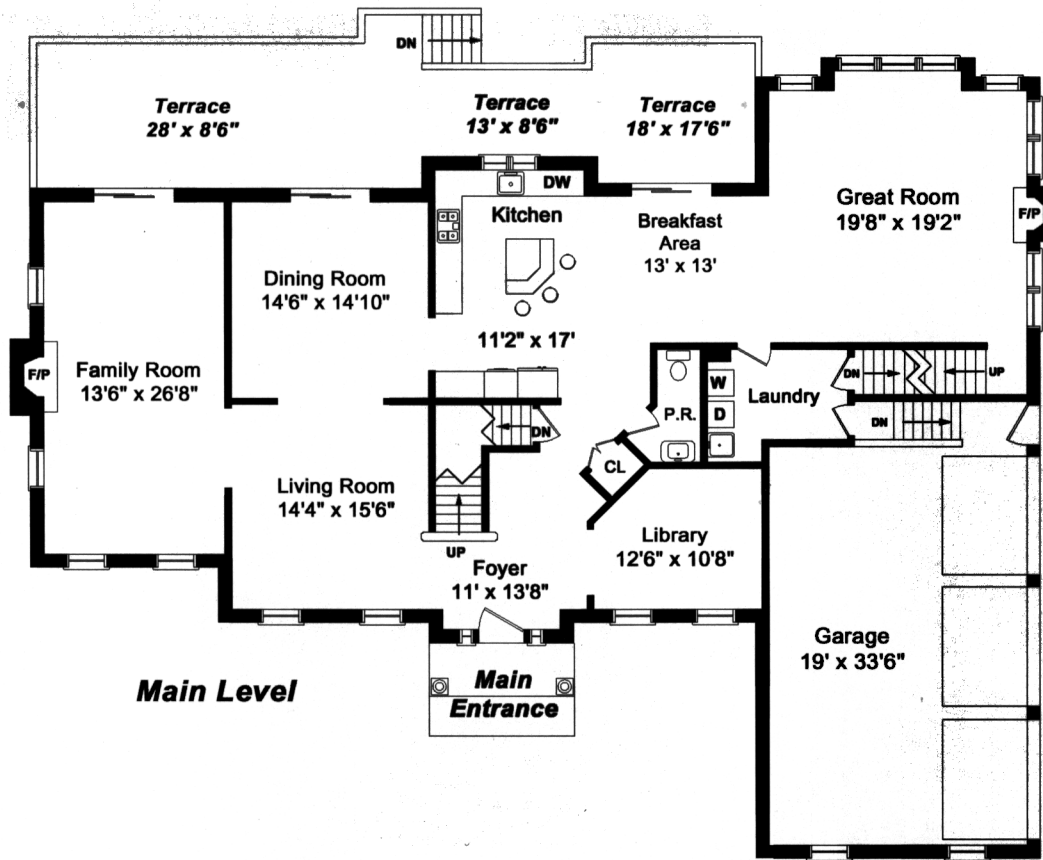 DN
Terrace
28' x 8'6"
Terrace
13' x 8'6"
Terrace
18' x 17'6"
DW
Kitchen
Breakfast
Area
13' x 13'
Great Room
19'8" x 19'2"
F/P
Dining Room
14'6" x 14'10"
11'2" x 17'
F/P
Family Room
13'6" x 26'8"
W
D
Laundry
P.R.
DN
UP
DN
DN
CL
Living Room
14'4" x 15'6"
UP
Foyer
11' x 13'8"
Library
12'6" x 10'8"
Garage
19' x 33'6"
Main Level
Main
Entrance